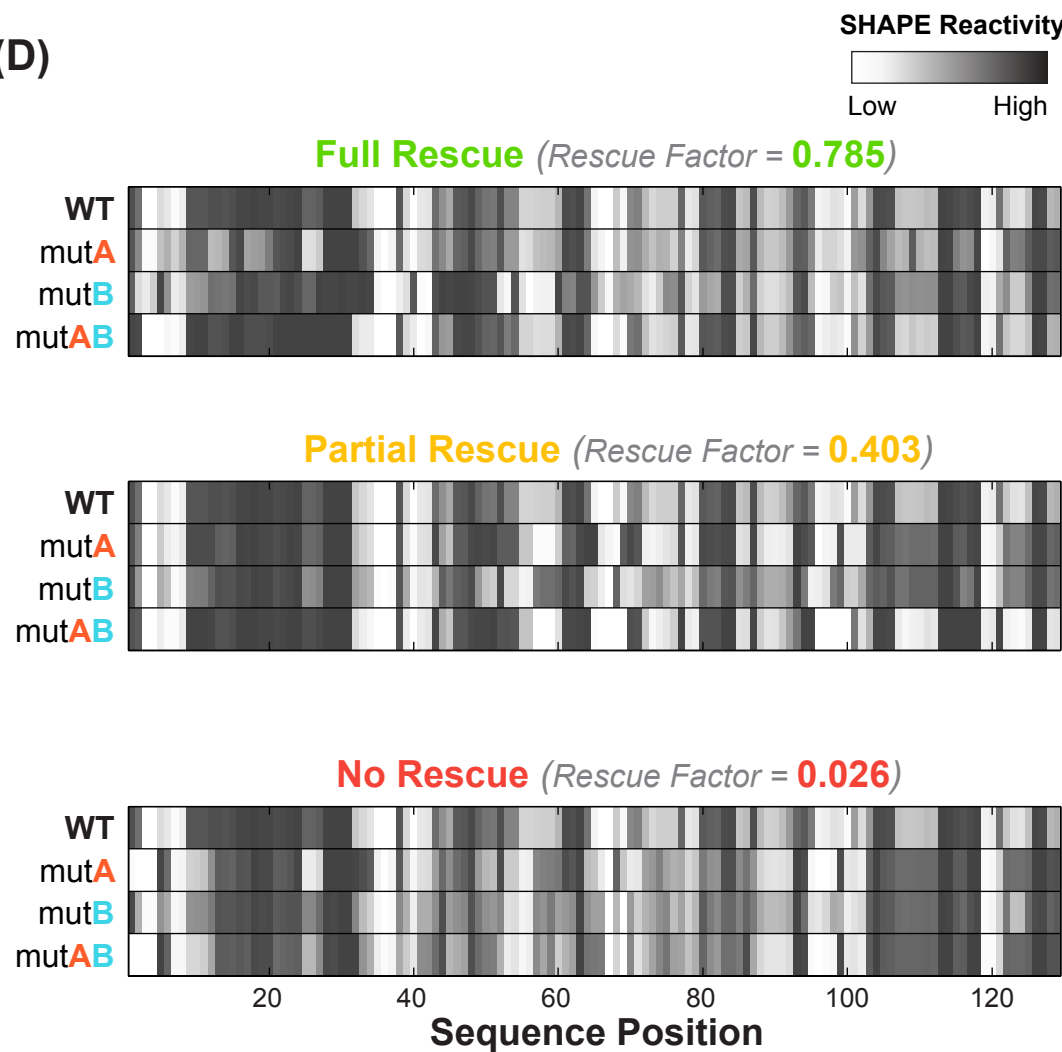 (D)
SHAPE Reactivity
Low High
Full Rescue (Rescue Factor = 0.785)
WT
mutA
mutB
mutAB
Partial Rescue (Rescue Factor = 0.403)
WT
mutA
mutB
mutAB
No Rescue (Rescue Factor = 0.026)
WT
mutA
mutB
mutAB
20 40 60 80 100 120
Sequence Position